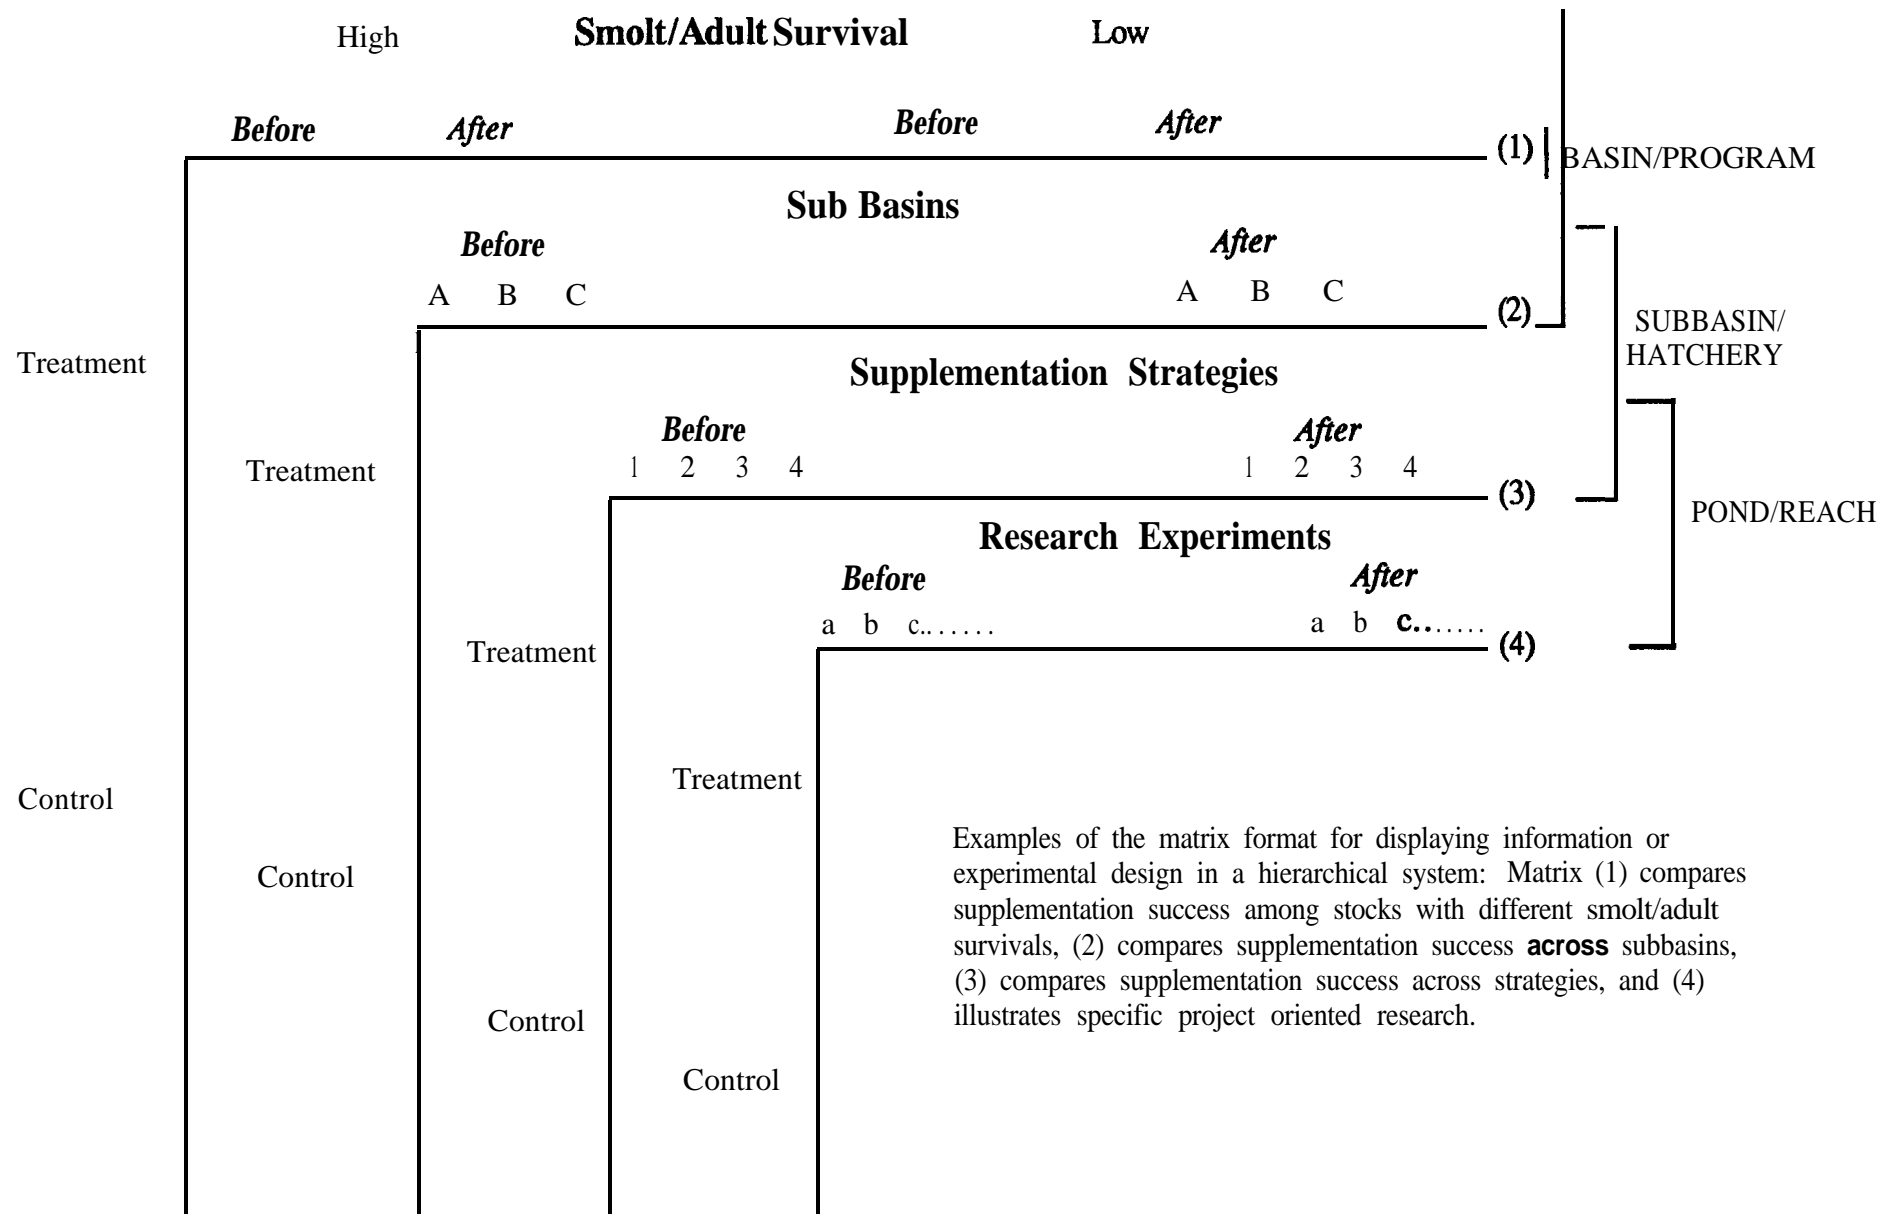 High Smolt/Adult Survival Low
Before After Before After
(1) BASIN/PROGRAM
Sub Basins
Before After
A B C A B C
(2)
SUBBASIN/
HATCHERY
Treatment
Supplementation Strategies
Before After
Treatment 1 2 3 4 1 2 3 4
(3)
POND/REACH
Research Experiments
Before After
a b c....... a b c.......
Treatment (4)
Treatment
Control
Control
Control
Control
Examples of the matrix format for displaying information or
experimental design in a hierarchical system: Matrix (1) compares
supplementation success among stocks with different smolt/adult
survivals, (2) compares supplementation success across subbasins,
(3) compares supplementation success across strategies, and (4)
illustrates specific project oriented research.